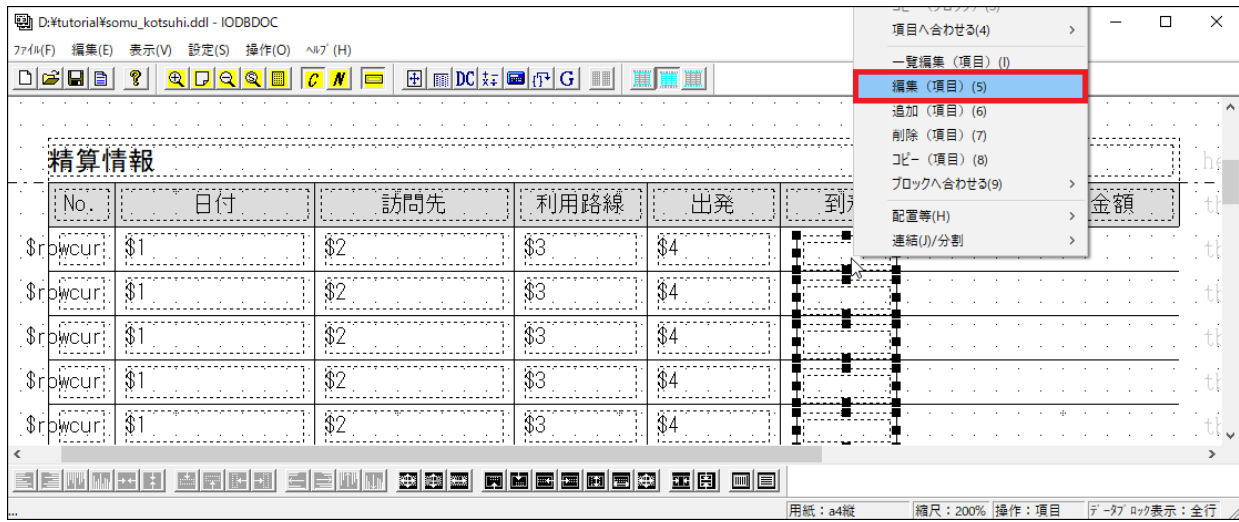 D:¥tutorial¥somu_kotsuhi.ddl - IODBDOC
ﾌｧｲﾙ(F) 編集(E) 表示(V) 設定(S) 操作(O) ﾍﾙﾌﾟ(H)
項目へ合わせる(4)
一覧編集（項目）(I)
編集（項目）(5)
追加（項目）(6)
削除（項目）(7)
コピー（項目）(8)
ブロックへ合わせる(9)
配置等(H)
連結(J)/分割
C N DC G
精算情報
No. 日付 訪問先 利用路線 出発 金額
$rowcur $1 $2 $3 $4
$rowcur $1 $2 $3 $4
$rowcur $1 $2 $3 $4
$rowcur $1 $2 $3 $4
$rowcur $1 $2 $3 $4
... 用紙：a4縦 縮尺：200% 操作：項目 ﾃﾞｰﾀﾌﾞﾛｯｸ表示：全行